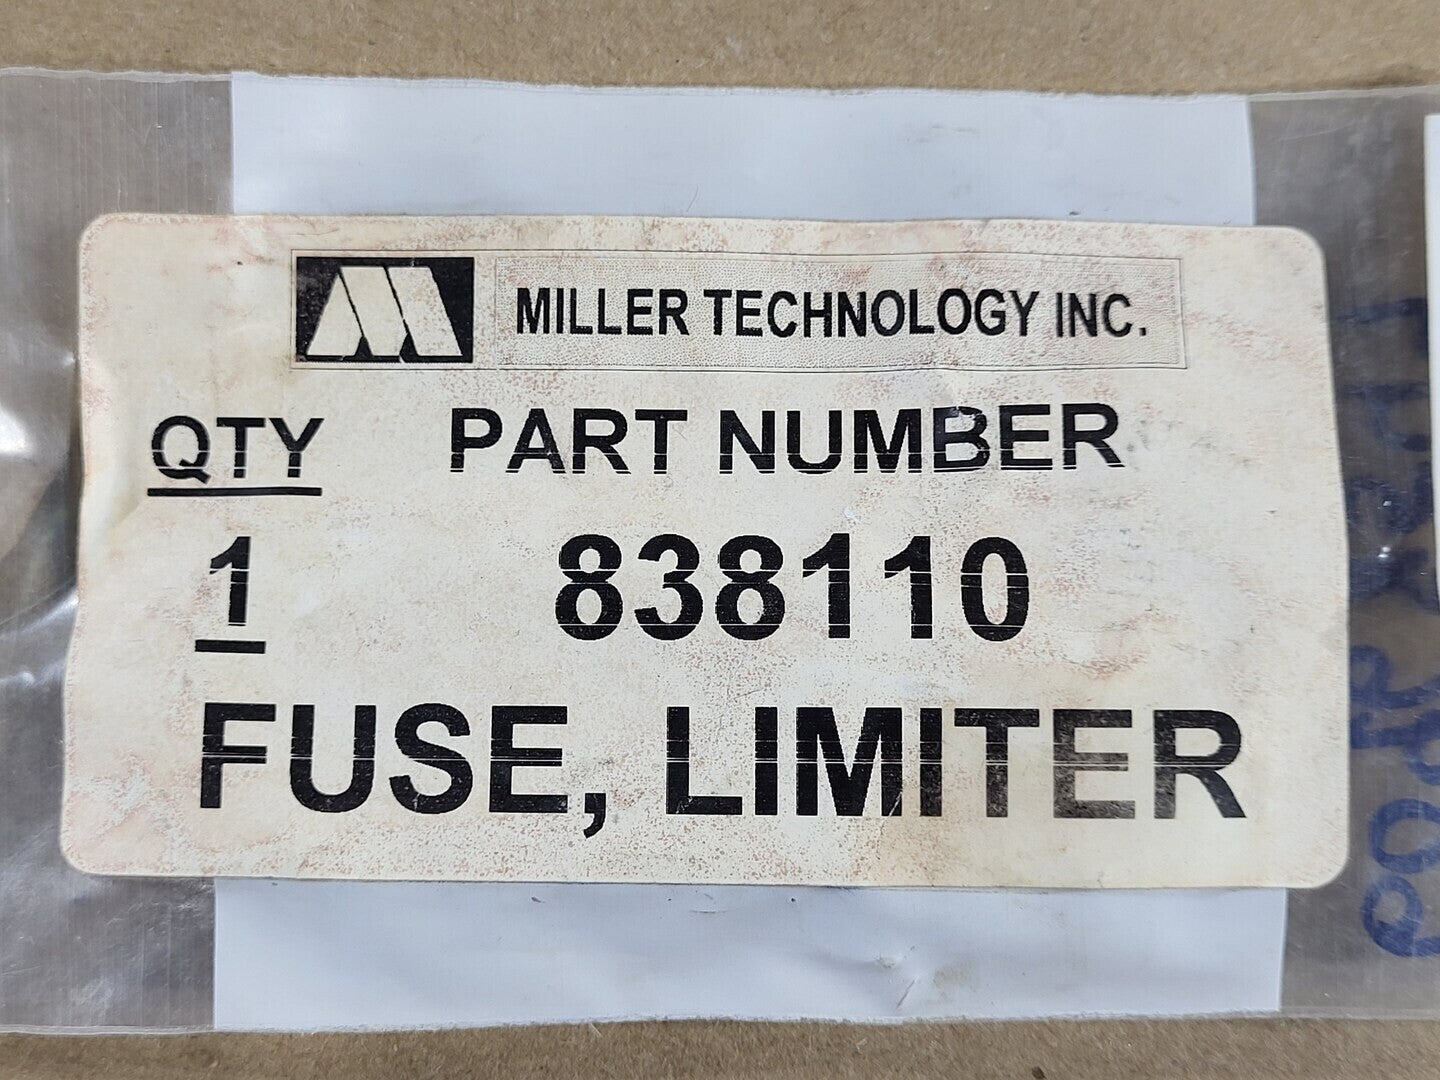 MILLER TECHNOLOGY INC.
QTY PART NUMBER
1 838110
FUSE, LIMITER